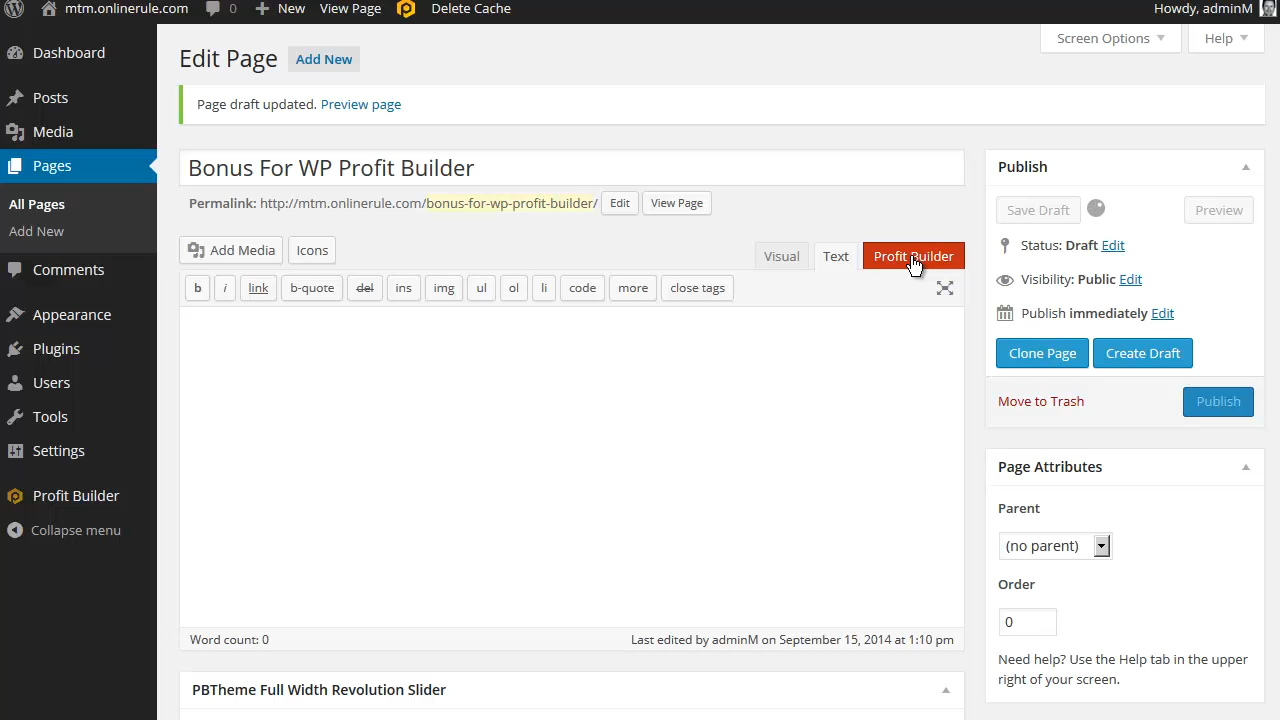 mtm.onlinerule.com 0 New View Page Delete Cache Howdy, adminM
Screen Options Help
Dashboard
Posts
Media
Pages
All Pages
Add New
Comments
Appearance
Plugins
Users
Tools
Settings
Profit Builder
Collapse menu
Edit Page Add New
Page draft updated. Preview page
Bonus For WP Profit Builder
Permalink: http://mtm.onlinerule.com/bonus-for-wp-profit-builder/ Edit View Page
Add Media Icons
Visual Text Profit Builder
b i link b-quote del ins img ul ol li code more close tags
Word count: 0 Last edited by adminM on September 15, 2014 at 1:10 pm
PBTheme Full Width Revolution Slider
Publish
Save Draft Preview
Status: Draft Edit
Visibility: Public Edit
Publish immediately Edit
Clone Page Create Draft
Move to Trash Publish
Page Attributes
Parent
(no parent)
Order
0
Need help? Use the Help tab in the upper
right of your screen.